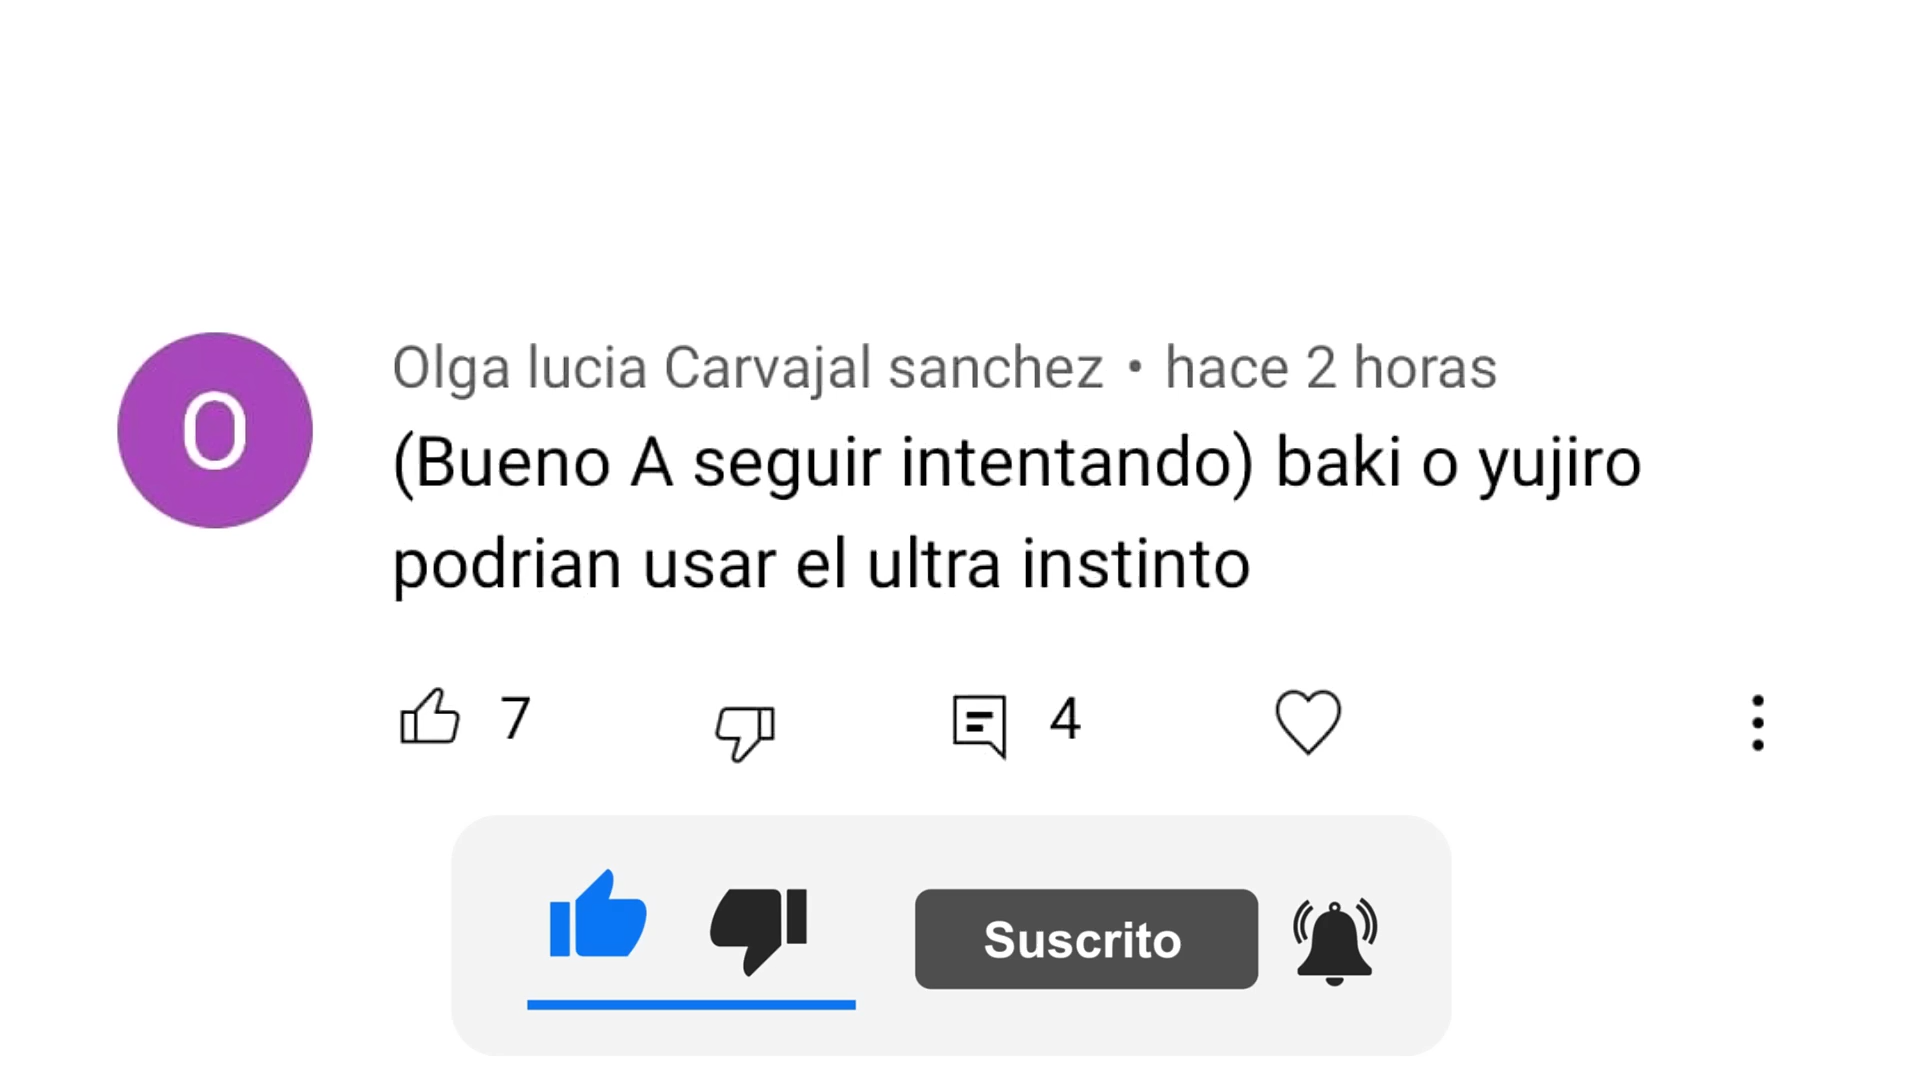 O
Olga lucia Carvajal sanchez • hace 2 horas
(Bueno A seguir intentando) baki o yujiro
podrian usar el ultra instinto
7
4
Suscrito